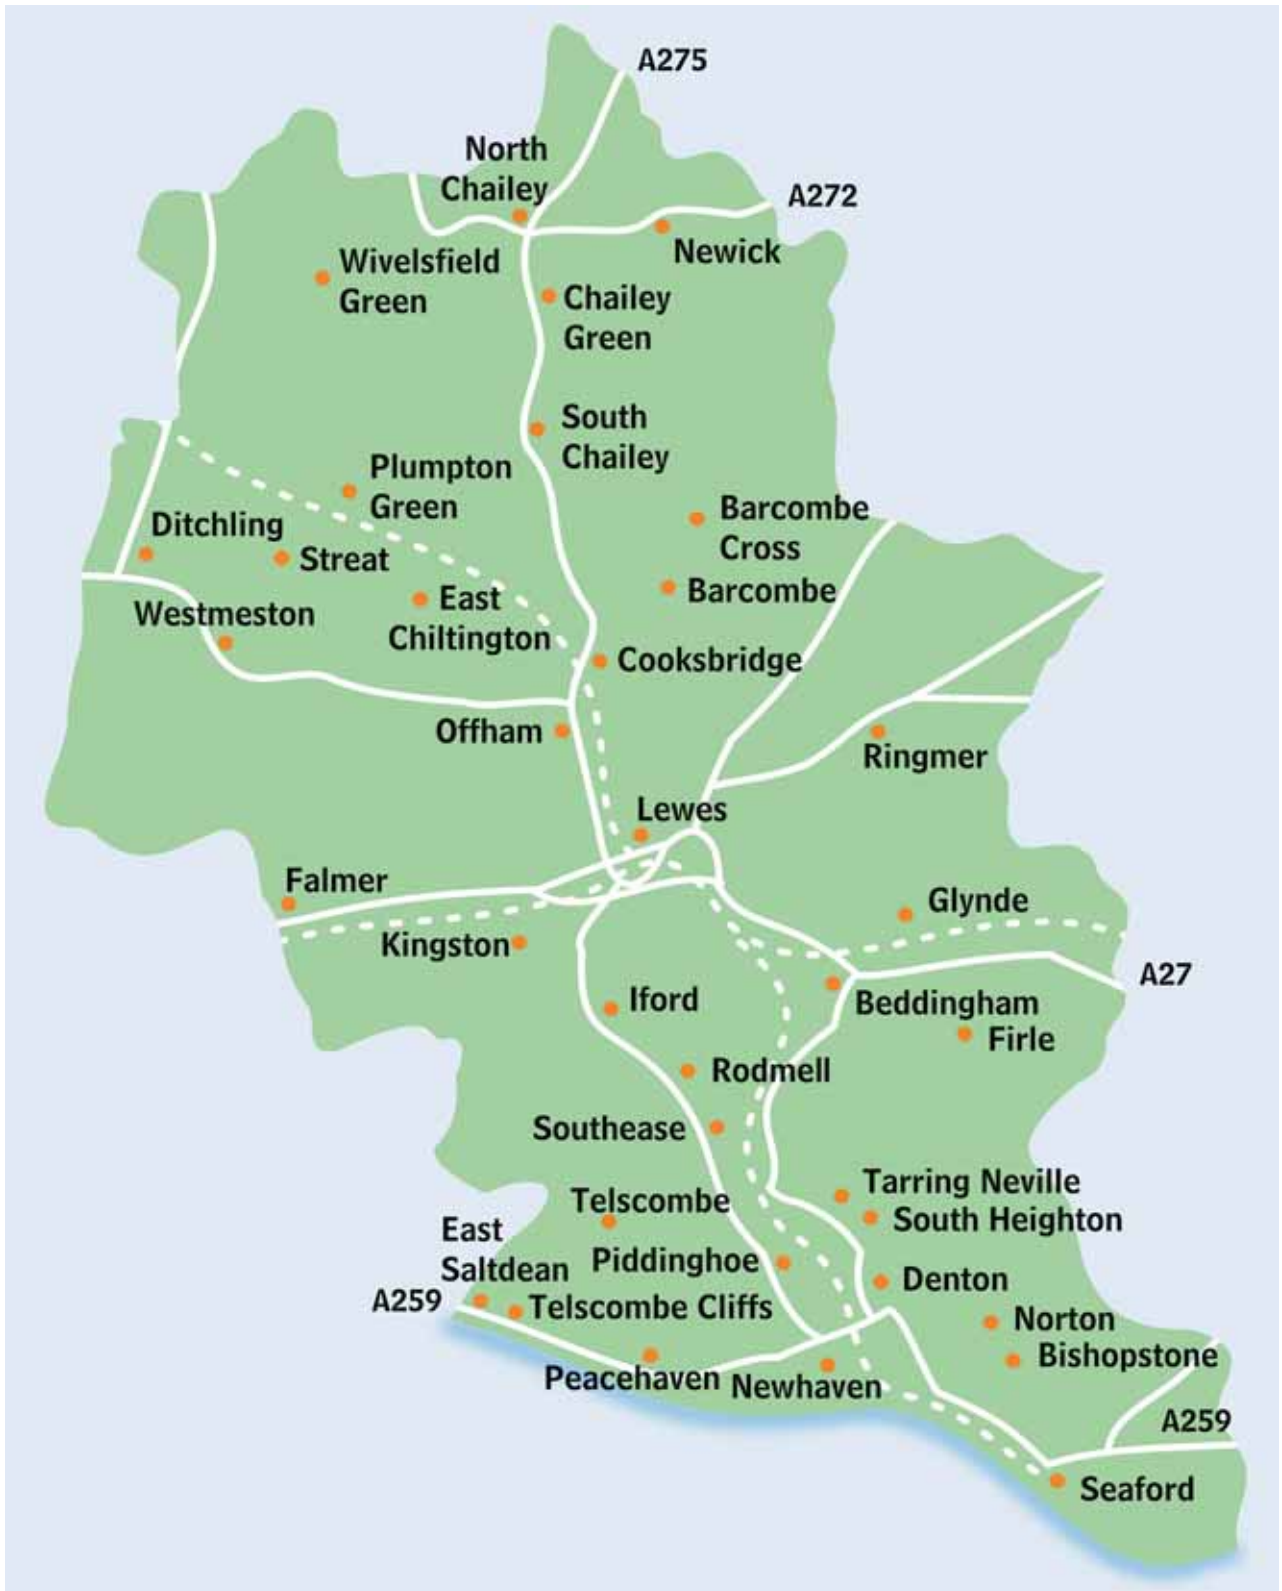 A275
North
Chailey
A272
Newick
Wivelsfield
Green
Chailey
Green
South
Chailey
Plumpton
Green
Barcombe
Cross
Ditchling
Streat
Barcombe
East
Chiltington
Westmeston
Cooksbridge
Offham
Ringmer
Lewes
Falmer
Glynde
Kingston
A27
Iford
Beddingham
Firle
Rodmell
Southease
Tarring Neville
Telscombe
South Heighton
East
Saltdean
Piddinghoe
Denton
A259
Telscombe Cliffs
Norton
Bishopstone
Peacehaven
Newhaven
A259
Seaford